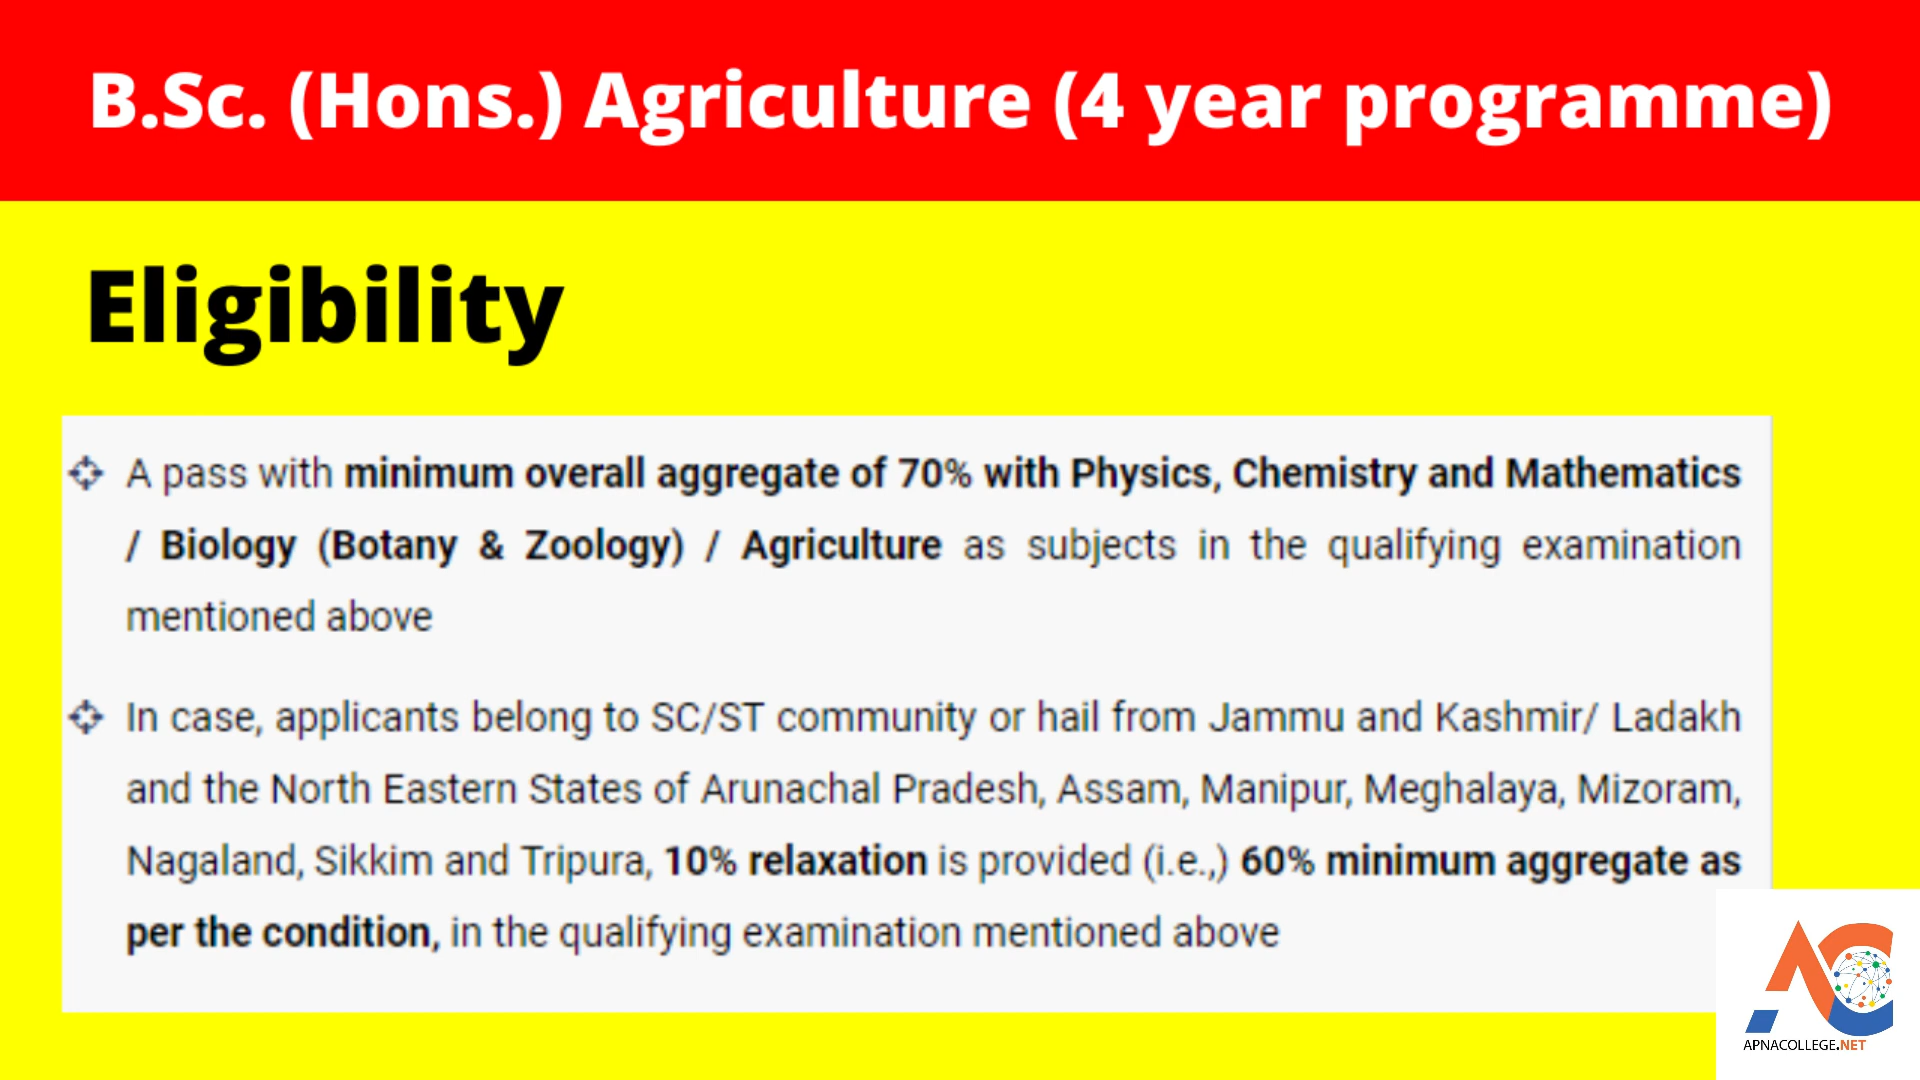 B.Sc. (Hons.) Agriculture (4 year programme)
Eligibility
A pass with minimum overall aggregate of 70% with Physics, Chemistry and Mathematics
/ Biology (Botany & Zoology) / Agriculture as subjects in the qualifying examination
mentioned above
In case, applicants belong to SC/ST community or hail from Jammu and Kashmir/ Ladakh
and the North Eastern States of Arunachal Pradesh, Assam, Manipur, Meghalaya, Mizoram,
Nagaland, Sikkim and Tripura, 10% relaxation is provided (i.e.,) 60% minimum aggregate as
per the condition, in the qualifying examination mentioned above
AC
APNACOLLEGE.NET